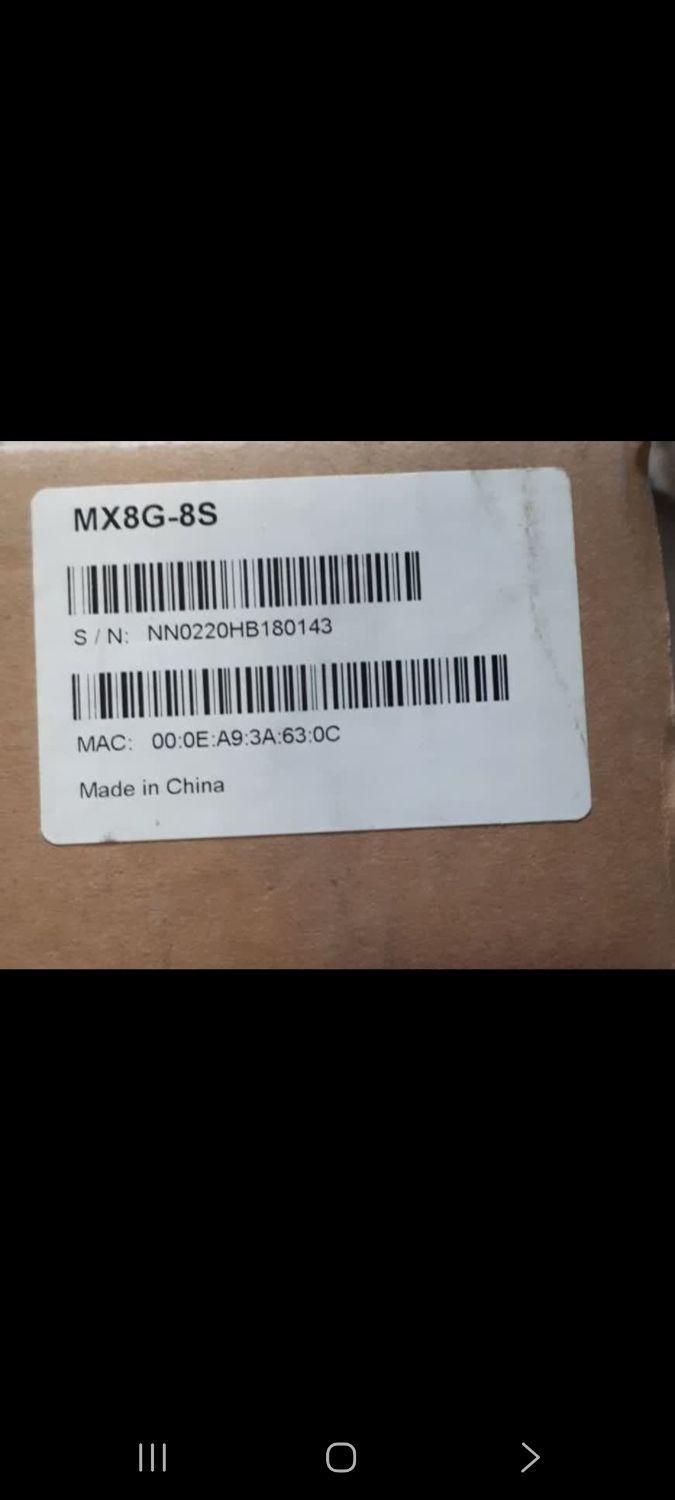 MX8G-8S
S / N: NN0220HB180143
MAC: 00:0E:A9:3A:63:0C
Made in China